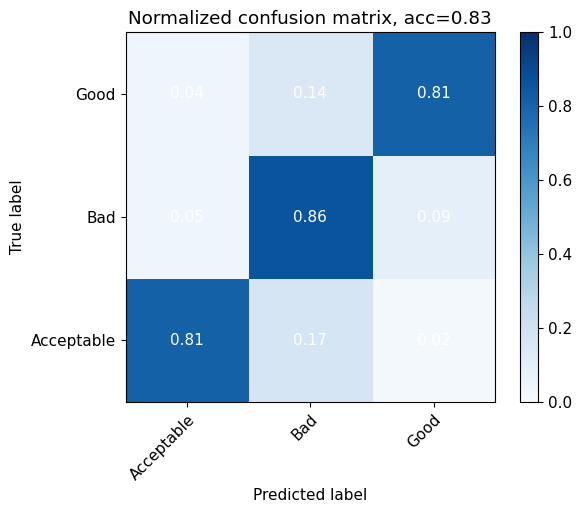 Normalized confusion matrix, acc=0.83
True label
Good
0.04 0.14 0.81
Bad
0.05 0.86 0.09
Acceptable
0.81 0.17 0.02
Acceptable
Bad
Good
Predicted label
1.0
0.8
0.6
0.4
0.2
0.0